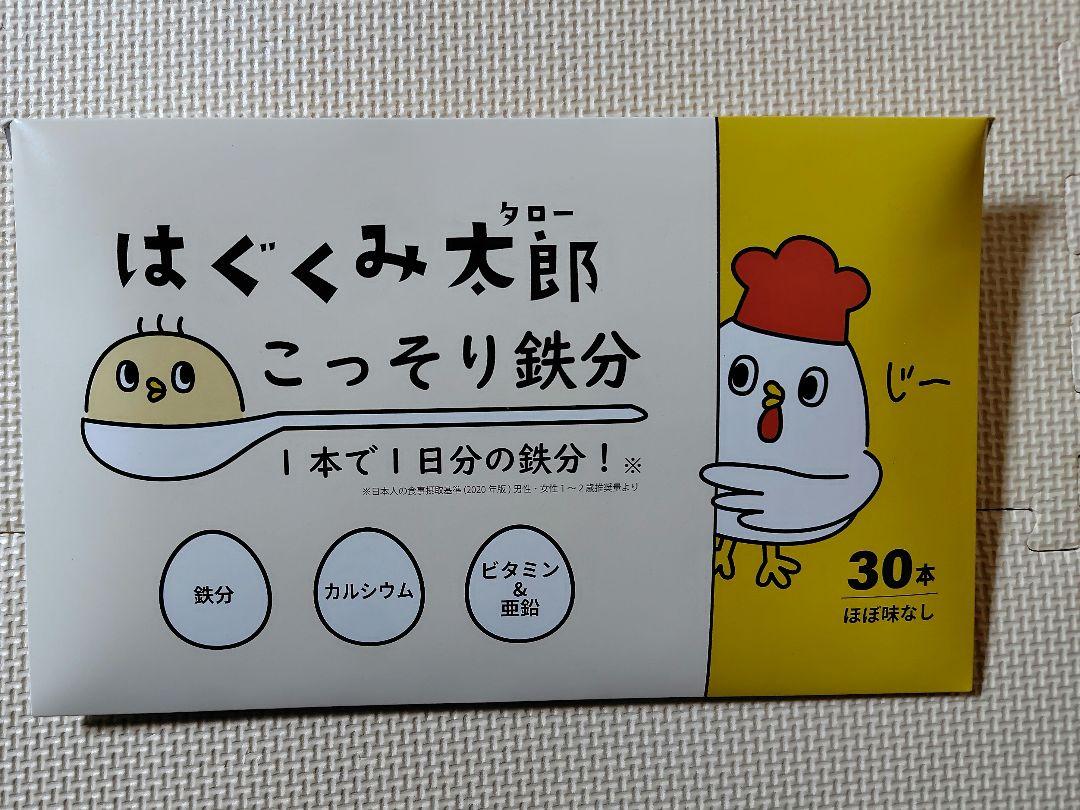 タロー
はぐくみ太郎
こっそり鉄分
1本で1日分の鉄分!※
※日本人の食事摂取基準(2020年版)男性・女性1~2歳推奨量より
鉄分
カルシウム
ビタミン
&
亜鉛
じー
30本
ほぼ味なし